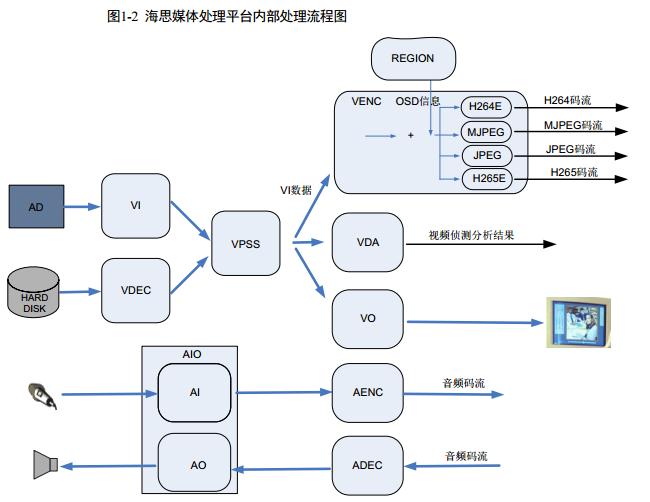 图1-2 海思媒体处理平台内部处理流程图
REGION
VENC OSD信息
+
H264E
H264码流
MJPEG
MJPEG码流
JPEG
JPEG码流
H265E
H265码流
VI数据
AD
VI
VPSS
VDA
视频侦测分析结果
HARD
DISK
VDEC
VO
AIO
AI
AENC
音频码流
AO
ADEC
音频码流